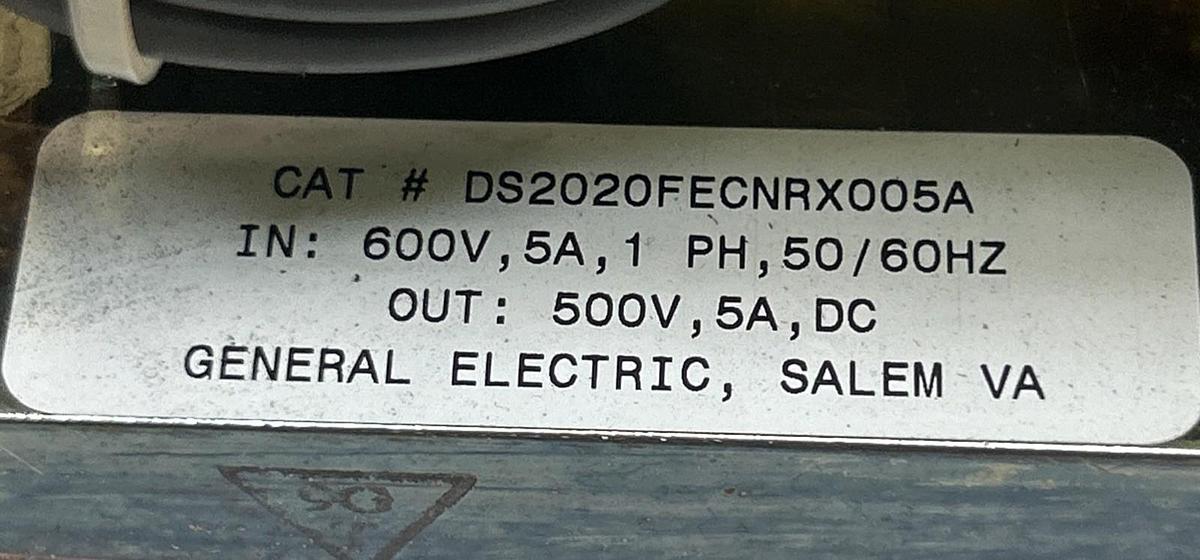 CAT # DS2020FECNRX005A
IN: 600V,5A,1 PH,50/60HZ
OUT: 500V,5A,DC
GENERAL ELECTRIC, SALEM VA